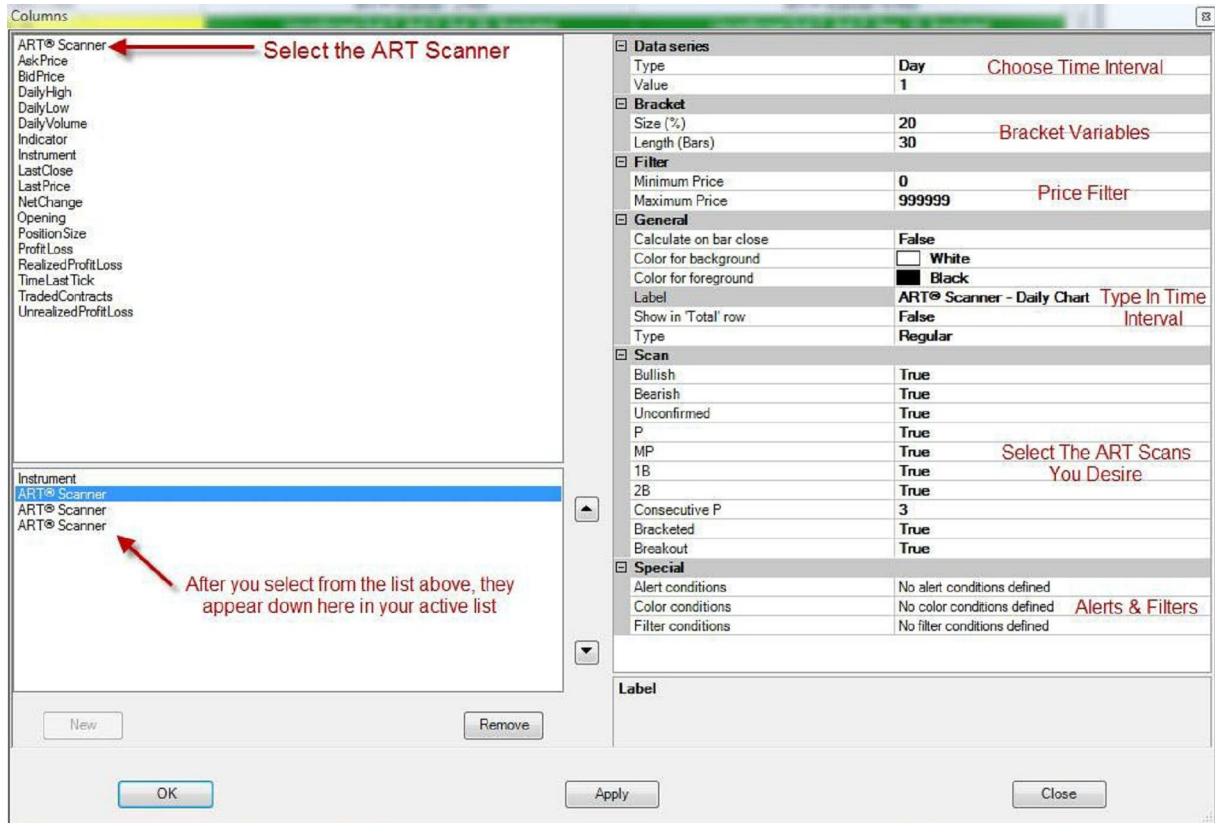 Columns
ART® Scanner
AskPrice
BidPrice
DailyHigh
DailyLow
DailyVolume
Indicator
Instrument
LastClose
LastPrice
NetChange
Opening
PositionSize
ProfitLoss
RealizedProfitLoss
TimeLastTick
TradedContracts
UnrealizedProfitLoss
Select the ART Scanner
Instrument
ART® Scanner
ART® Scanner
ART® Scanner
After you select from the list above, they
appear down here in your active list
New
Remove
Data series
Type Day Choose Time Interval
Value 1
Bracket
Size (%) 20
Bracket Variables
Length (Bars) 30
Filter
Minimum Price 0
Price Filter
Maximum Price 999999
General
Calculate on bar close False
Color for background White
Color for foreground Black
Label ART® Scanner - Daily Chart Type In Time
Show in 'Total' row False Interval
Type Regular
Scan
Bullish True
Bearish True
Unconfirmed True
P True
MP True Select The ART Scans
1B True You Desire
2B True
Consecutive P 3
Bracketed True
Breakout True
Special
Alert conditions No alert conditions defined
Color conditions No color conditions defined Alerts & Filters
Filter conditions No filter conditions defined
Label
OK
Apply
Close